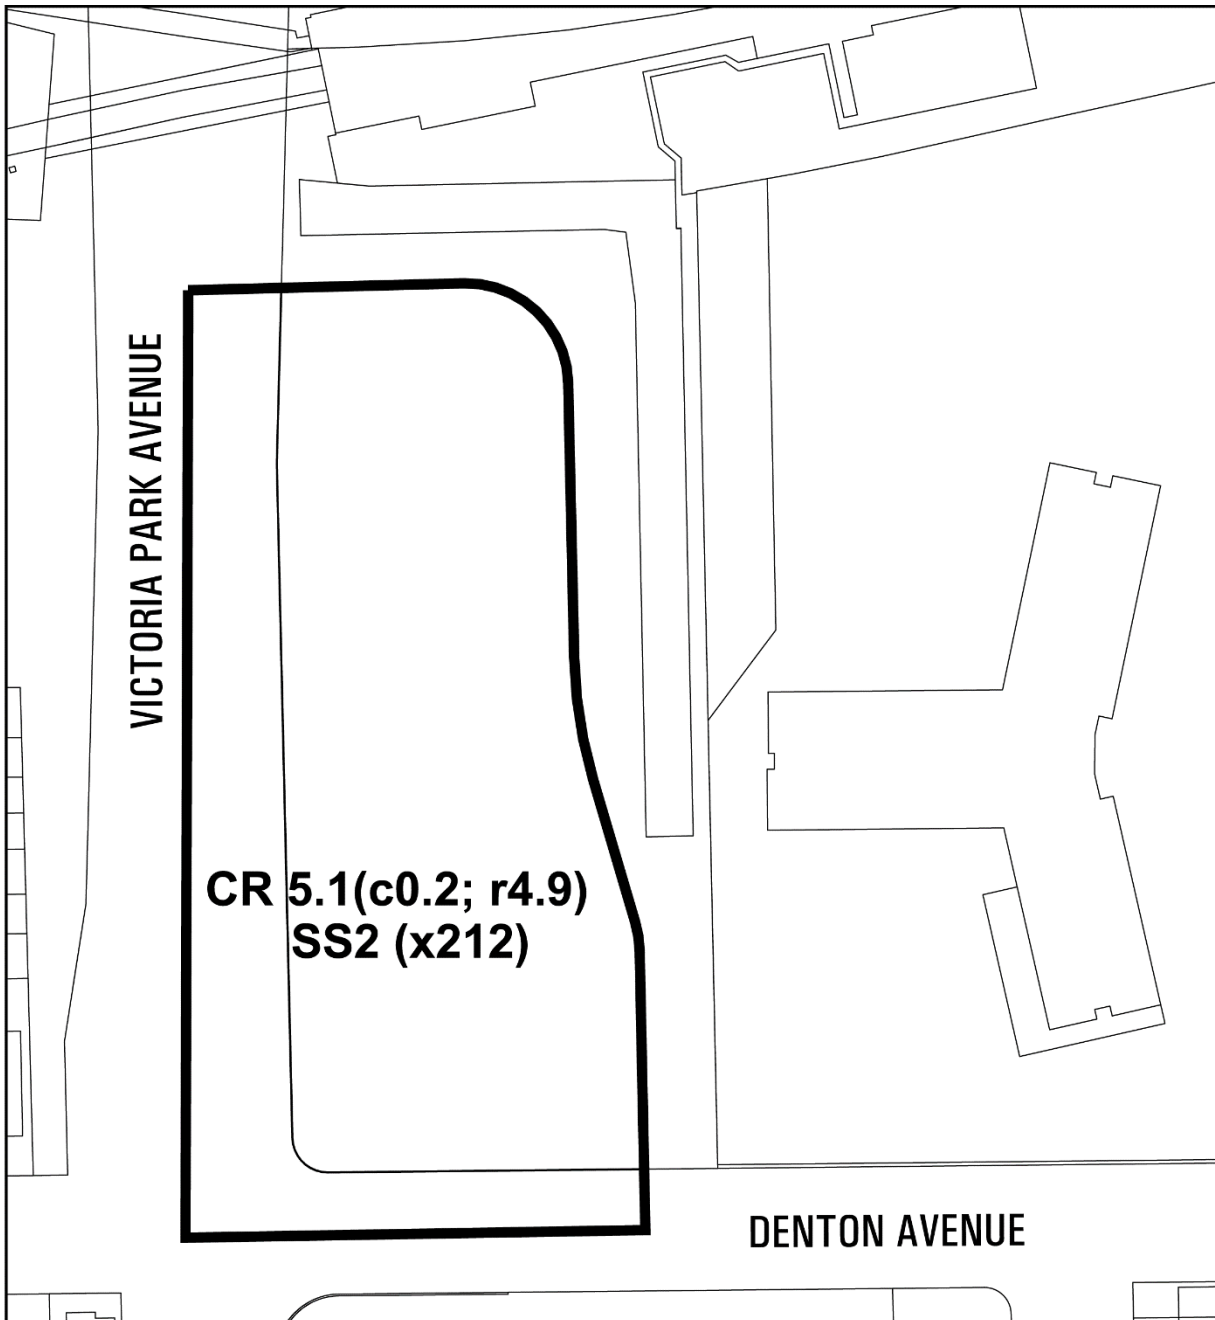 VICTORIA PARK AVENUE
CR 5.1(c0.2; r4.9)
SS2 (x212)
DENTON AVENUE